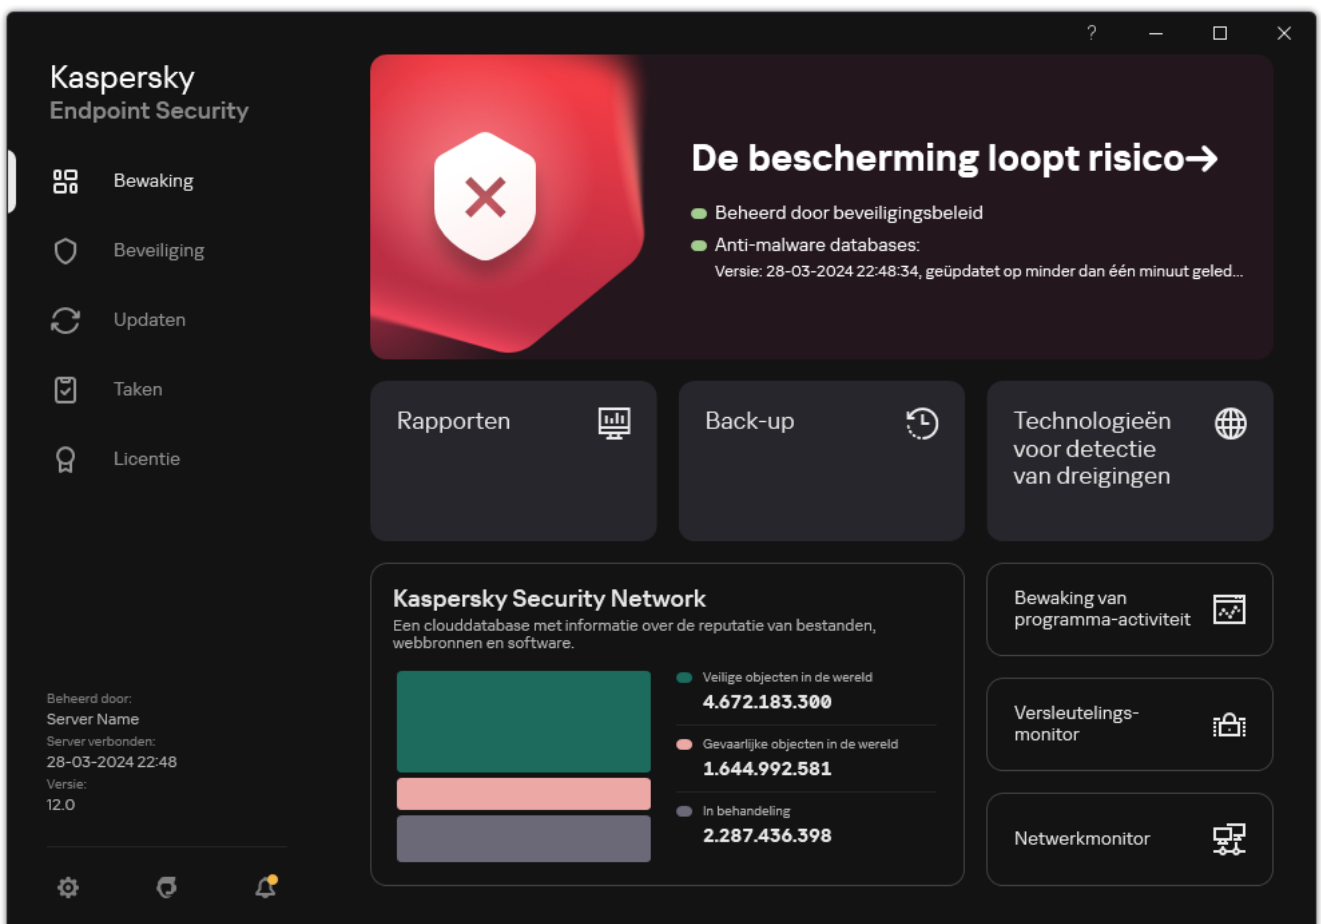 ?
Kaspersky
Endpoint Security
Bewaking
Beveiliging
Updaten
Taken
Licentie
Beheerd door:
Server Name
Server verbonden:
28-03-2024 22:48
Versie:
12.0
De bescherming loopt risico→
Beheerd door beveiligingsbeleid
Anti-malware databases:
Versie: 28-03-2024 22:48:34, geüpdatet op minder dan één minuut geled...
Rapporten
Back-up
Technologieën
voor detectie
van dreigingen
Kaspersky Security Network
Een clouddatabase met informatie over de reputatie van bestanden,
webbronnen en software.
Veilige objecten in de wereld
4.672.183.300
Gevaarlijke objecten in de wereld
1.644.992.581
In behandeling
2.287.436.398
Bewaking van
programma-activiteit
Versleutelings-
monitor
Netwerkmonitor